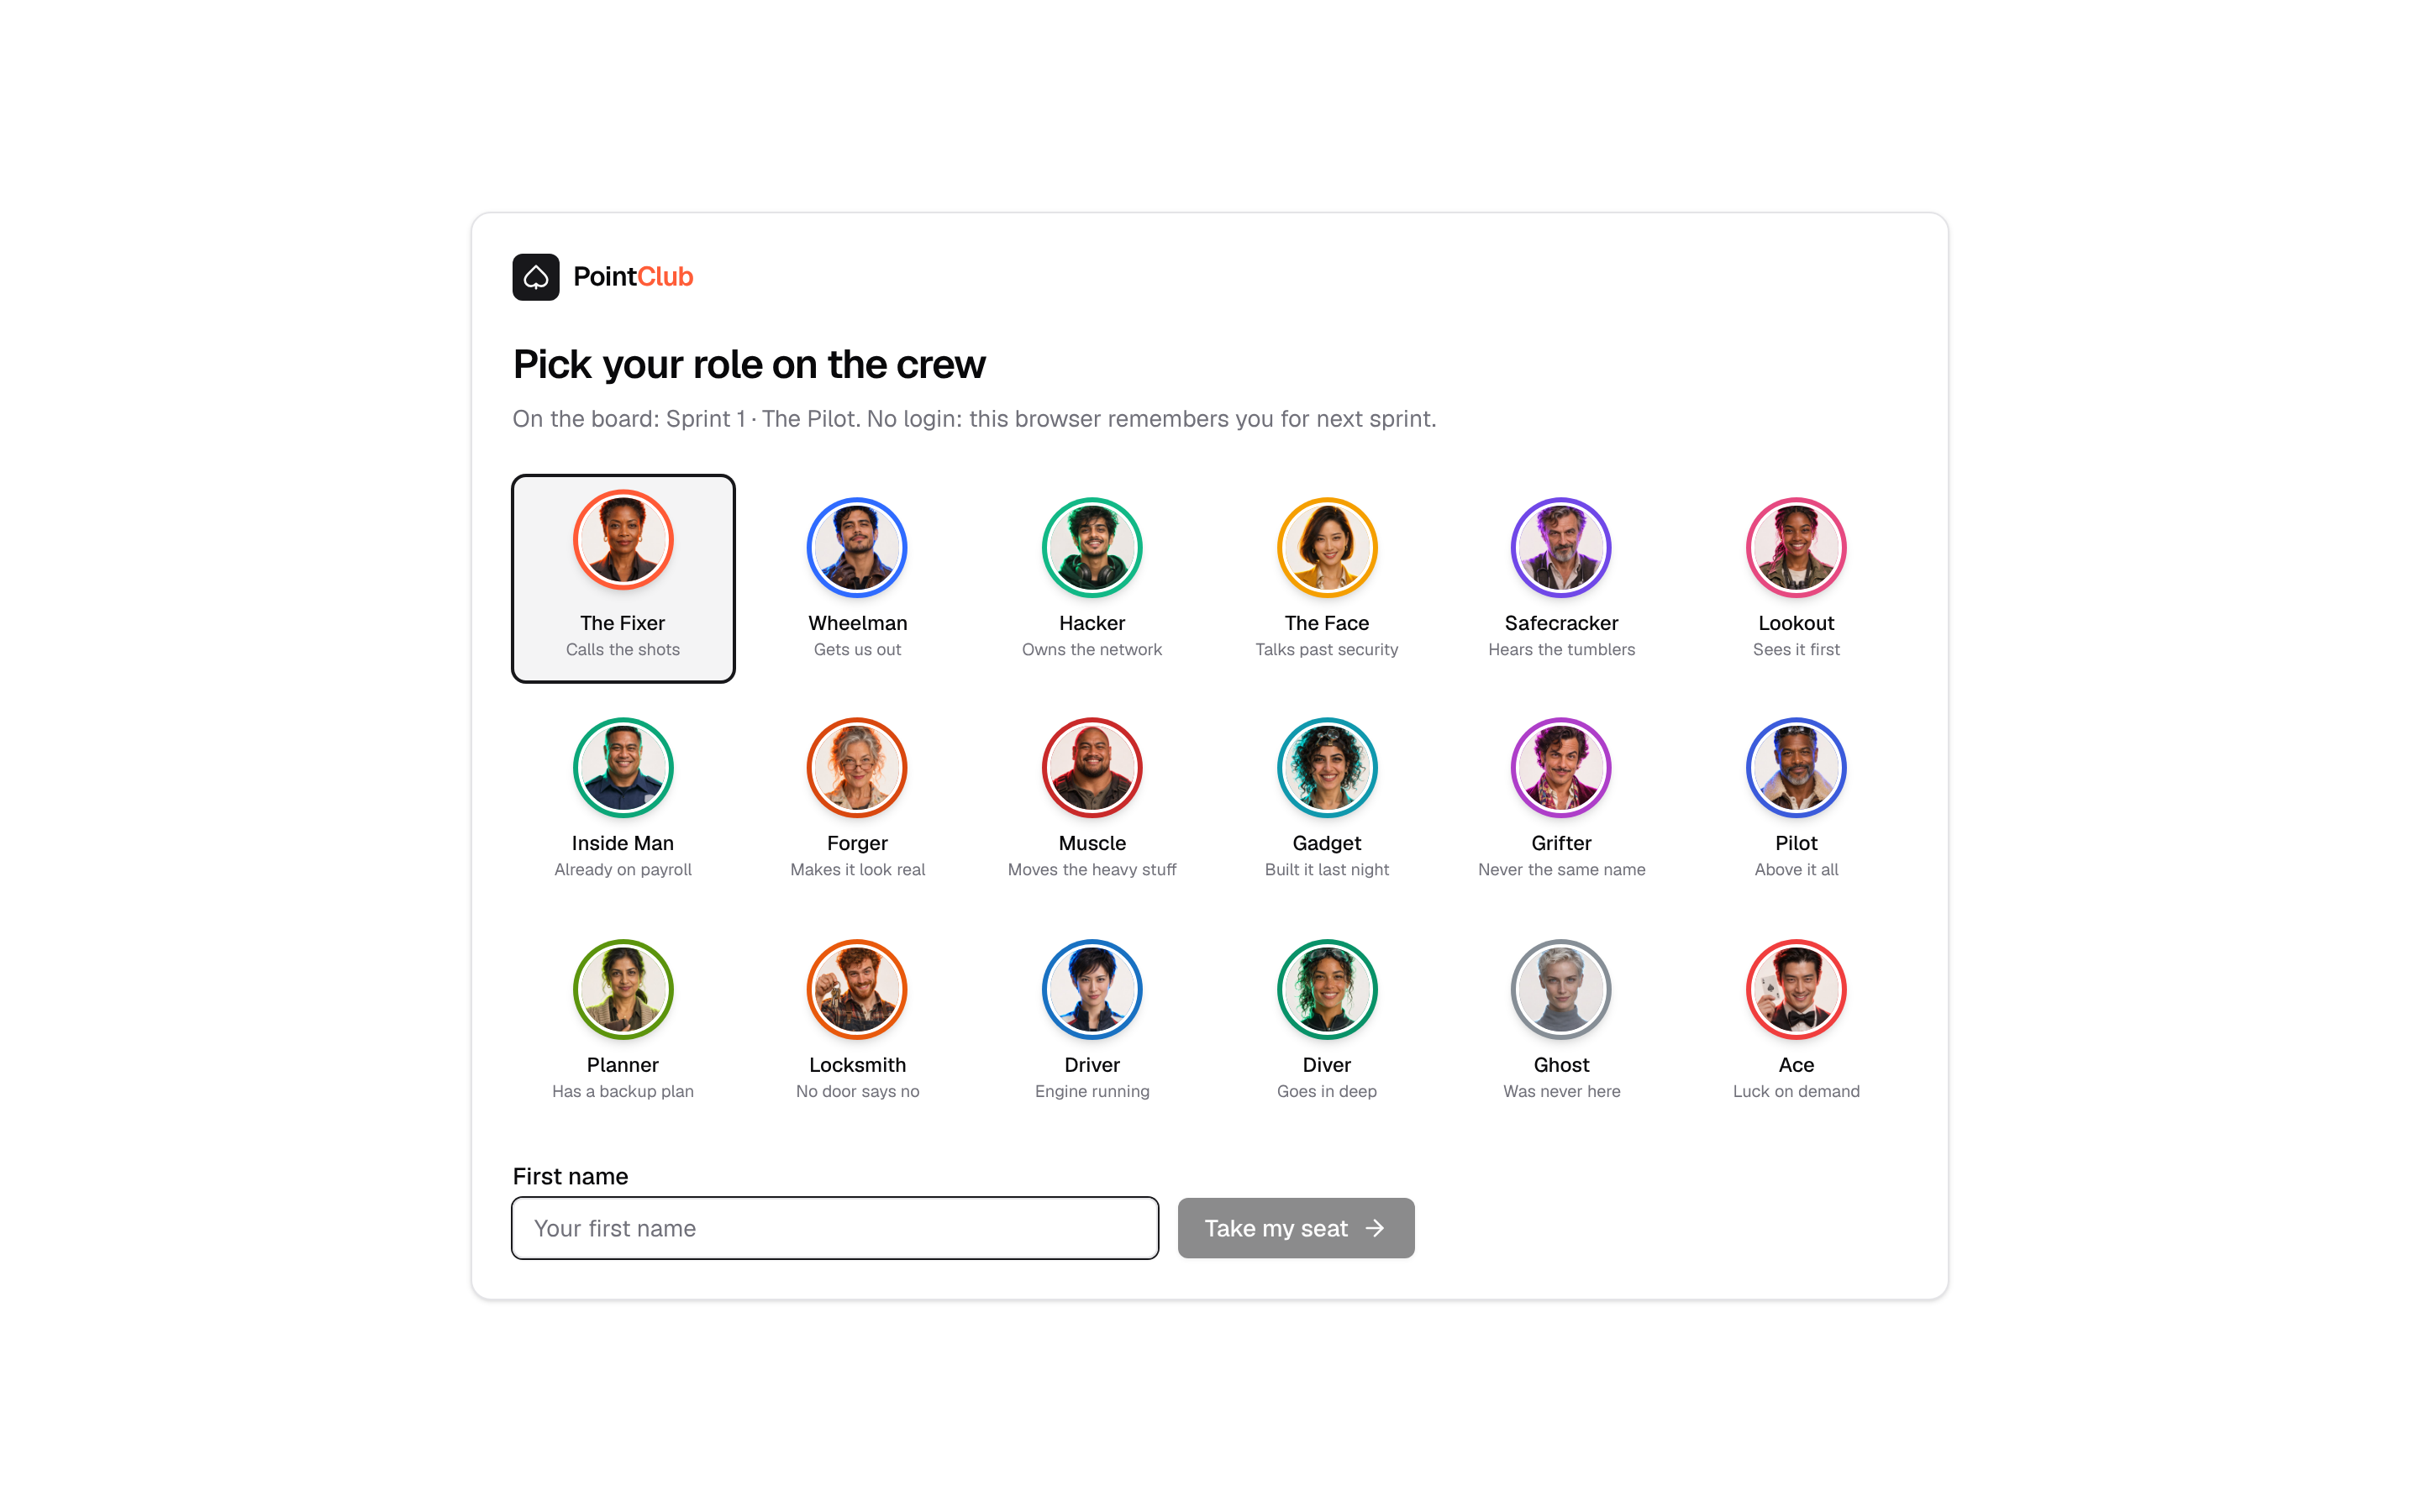 PointClub
Pick your role on the crew
On the board: Sprint 1 · The Pilot. No login: this browser remembers you for next sprint.
The Fixer
Calls the shots
Wheelman
Gets us out
Hacker
Owns the network
The Face
Talks past security
Safecracker
Hears the tumblers
Lookout
Sees it first
Inside Man
Already on payroll
Forger
Makes it look real
Muscle
Moves the heavy stuff
Gadget
Built it last night
Grifter
Never the same name
Pilot
Above it all
Planner
Has a backup plan
Locksmith
No door says no
Driver
Engine running
Diver
Goes in deep
Ghost
Was never here
Ace
Luck on demand
First name
Your first name
Take my seat →